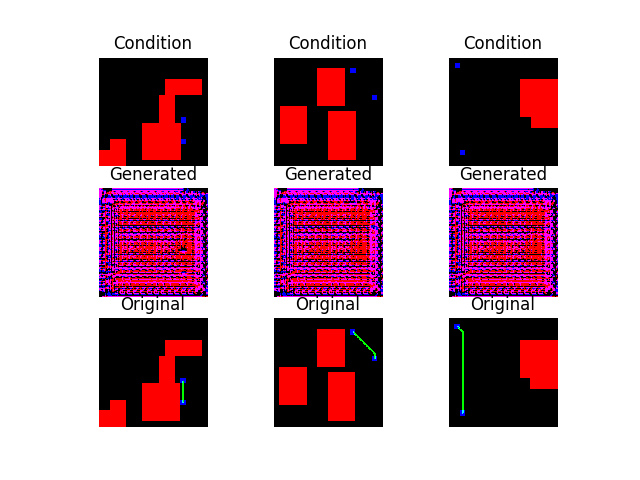 Condition Condition Condition
Generated Generated Generated
Original Original Original